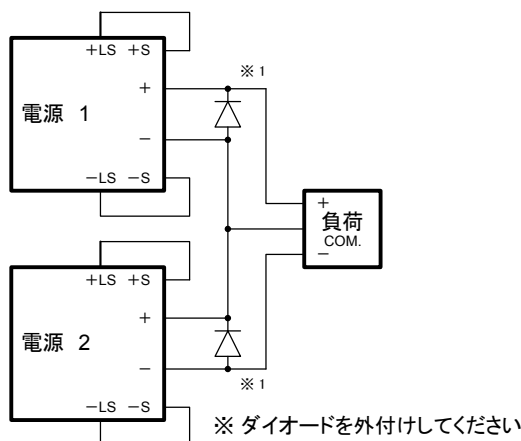 +LS +S
※1
+
電源 1
−
−LS −S
+
負荷
COM.
−
+LS +S
+
電源 2
−
※1
−LS −S
※ ダイオードを外付けしてください